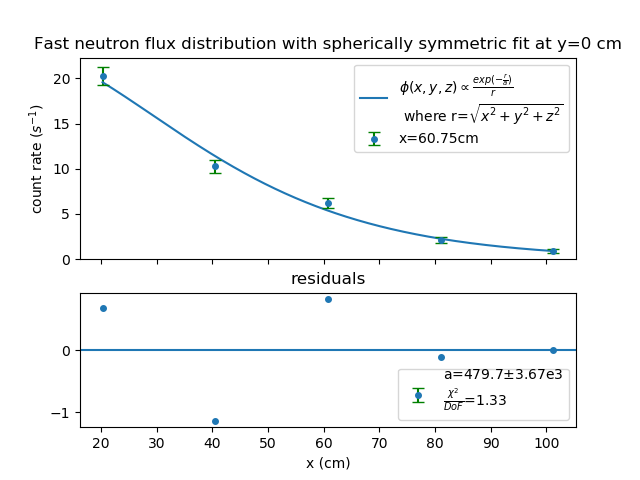 Fast neutron flux distribution with spherically symmetric fit at y=0 cm
20
15
10
5
0
count rate (s⁻¹)
ϕ(x, y, z) ∝ exp(−r/a)/r
where r=√x² + y² + z²
x=60.75cm
residuals
0
−1
a=479.7±3.67e3
χ²/DoF=1.33
20 30 40 50 60 70 80 90 100
x (cm)